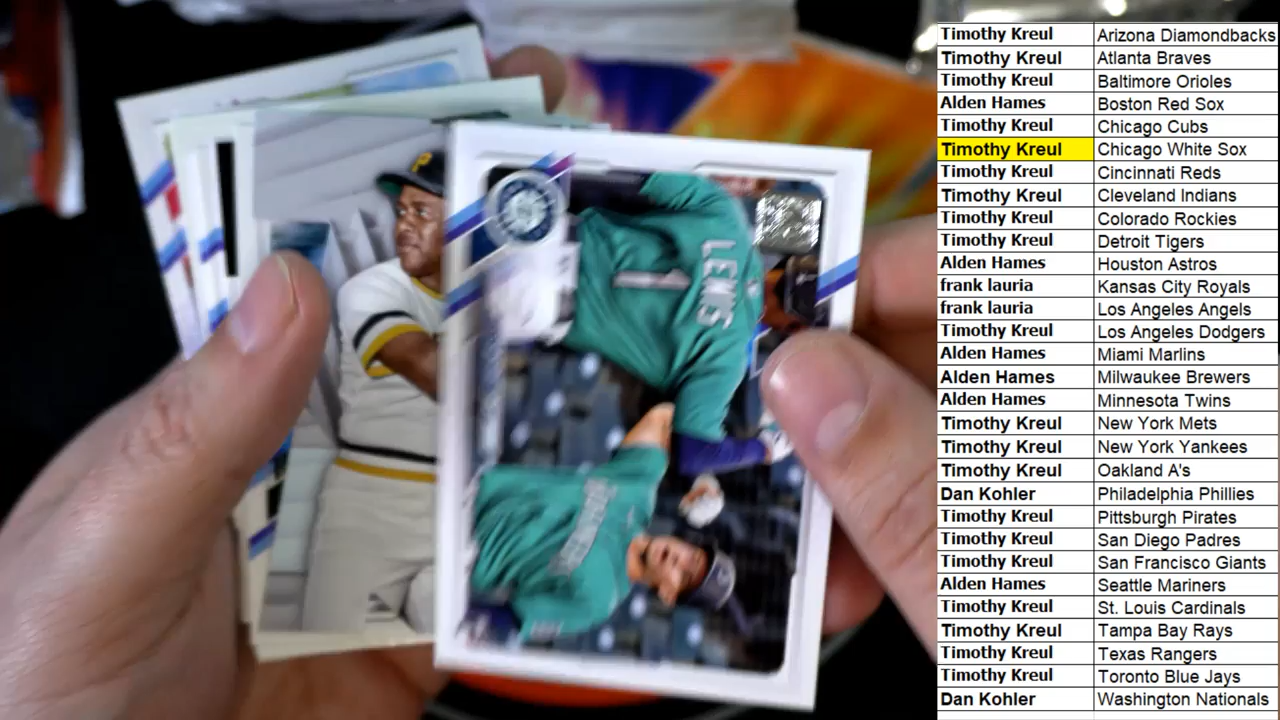 LEWIS
1
Timothy Kreul Arizona Diamondbacks
Timothy Kreul Atlanta Braves
Timothy Kreul Baltimore Orioles
Alden Hames Boston Red Sox
Timothy Kreul Chicago Cubs
Timothy Kreul Chicago White Sox
Timothy Kreul Cincinnati Reds
Timothy Kreul Cleveland Indians
Timothy Kreul Colorado Rockies
Timothy Kreul Detroit Tigers
Alden Hames Houston Astros
frank lauria Kansas City Royals
frank lauria Los Angeles Angels
Timothy Kreul Los Angeles Dodgers
Alden Hames Miami Marlins
Alden Hames Milwaukee Brewers
Alden Hames Minnesota Twins
Timothy Kreul New York Mets
Timothy Kreul New York Yankees
Timothy Kreul Oakland A's
Dan Kohler Philadelphia Phillies
Timothy Kreul Pittsburgh Pirates
Timothy Kreul San Diego Padres
Timothy Kreul San Francisco Giants
Alden Hames Seattle Mariners
Timothy Kreul St. Louis Cardinals
Timothy Kreul Tampa Bay Rays
Timothy Kreul Texas Rangers
Timothy Kreul Toronto Blue Jays
Dan Kohler Washington Nationals